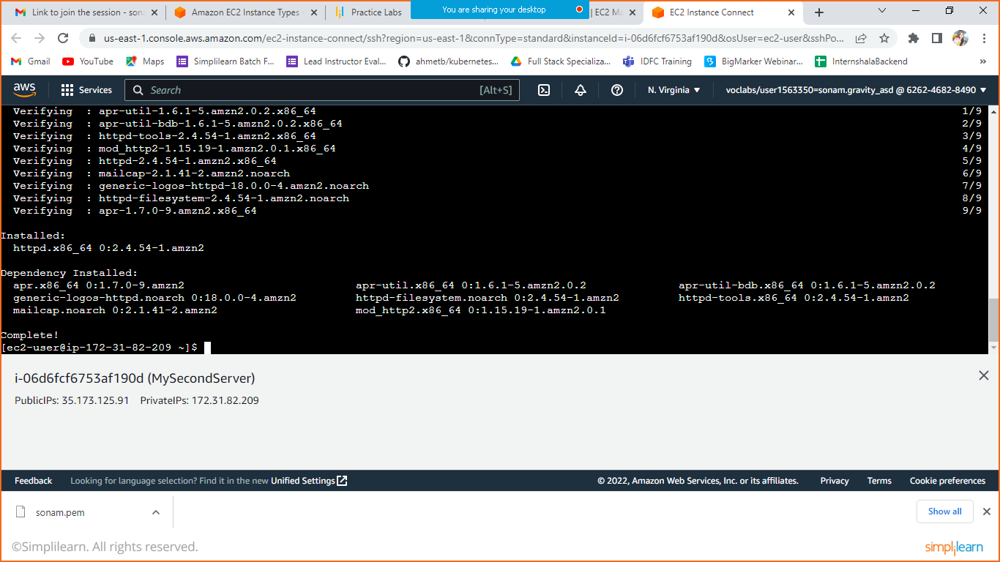 Link to join the session - sona
Amazon EC2 Instance Types -
Practice Labs
You are sharing your desktop
| EC2 Ma
EC2 Instance Connect
us-east-1.console.aws.amazon.com/ec2-instance-connect/ssh?region=us-east-1&connType=standard&instanceId=i-06d6fcf6753af190d&osUser=ec2-user&sshPo...
Gmail YouTube Maps Simplilearn Batch F... Lead Instructor Eval... ahmetb/kubernetes... Full Stack Specializa... IDFC Training BigMarker Webinar... InternshalaBackend »
aws Services Search [Alt+S] N. Virginia voclabs/user1563350=sonam.gravity_asd @ 6262-4682-8490
Verifying : apr-util-1.6.1-5.amzn2.0.2.x86_64 1/9
Verifying : apr-util-bdb-1.6.1-5.amzn2.0.2.x86_64 2/9
Verifying : httpd-tools-2.4.54-1.amzn2.x86_64 3/9
Verifying : mod_http2-1.15.19-1.amzn2.0.1.x86_64 4/9
Verifying : httpd-2.4.54-1.amzn2.x86_64 5/9
Verifying : mailcap-2.1.41-2.amzn2.noarch 6/9
Verifying : generic-logos-httpd-18.0.0-4.amzn2.noarch 7/9
Verifying : httpd-filesystem-2.4.54-1.amzn2.noarch 8/9
Verifying : apr-1.7.0-9.amzn2.x86_64 9/9
Installed:
httpd.x86_64 0:2.4.54-1.amzn2
Dependency Installed:
apr.x86_64 0:1.7.0-9.amzn2 apr-util.x86_64 0:1.6.1-5.amzn2.0.2 apr-util-bdb.x86_64 0:1.6.1-5.amzn2.0.2
generic-logos-httpd.noarch 0:18.0.0-4.amzn2 httpd-filesystem.noarch 0:2.4.54-1.amzn2 httpd-tools.x86_64 0:2.4.54-1.amzn2
mailcap.noarch 0:2.1.41-2.amzn2 mod_http2.x86_64 0:1.15.19-1.amzn2.0.1
Complete!
[ec2-user@ip-172-31-82-209 ~]$
i-06d6fcf6753af190d (MySecondServer)
PublicIPs: 35.173.125.91 PrivateIPs: 172.31.82.209
Feedback Looking for language selection? Find it in the new Unified Settings © 2022, Amazon Web Services, Inc. or its affiliates. Privacy Terms Cookie preferences
sonam.pem Show all
©Simplilearn. All rights reserved. simplilearn